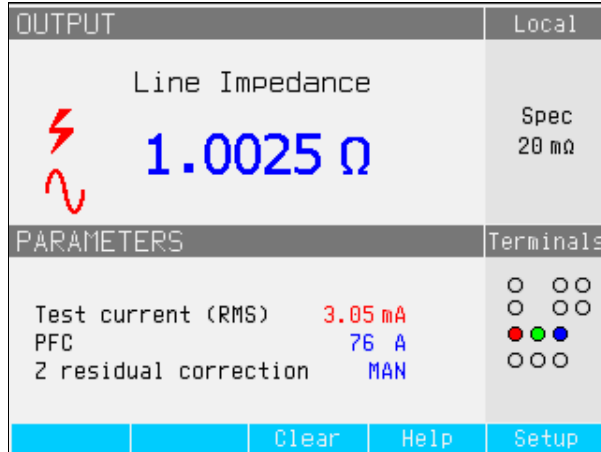 OUTPUT
Local
Line Impedance
1.0025 Ω
Spec
20 mΩ
PARAMETERS
Terminals
Test current (RMS) 3.05 mA
PFC 76 A
Z residual correction MAN
Clear
Help
Setup